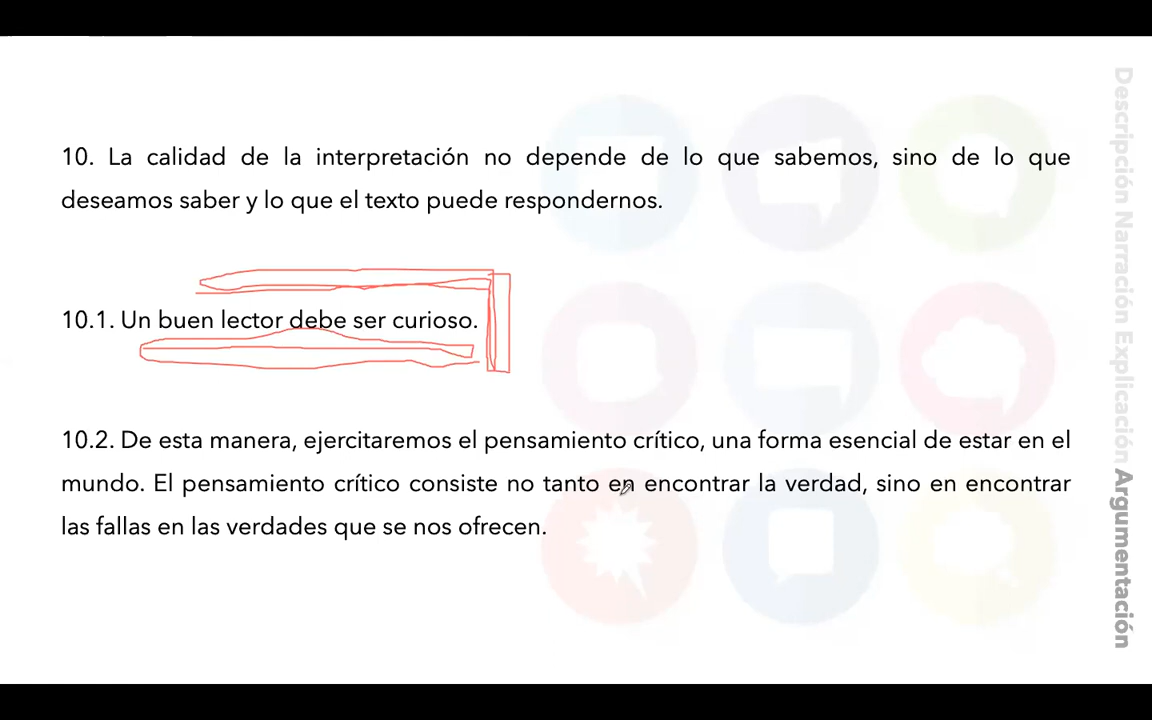 10. La calidad de la interpretación no depende de lo que sabemos, sino de lo que
deseamos saber y lo que el texto puede respondernos.
10.1. Un buen lector debe ser curioso.
10.2. De esta manera, ejercitaremos el pensamiento crítico, una forma esencial de estar en el
mundo. El pensamiento crítico consiste no tanto en encontrar la verdad, sino en encontrar
las fallas en las verdades que se nos ofrecen.
Descripción Narración Explicación Argumentación